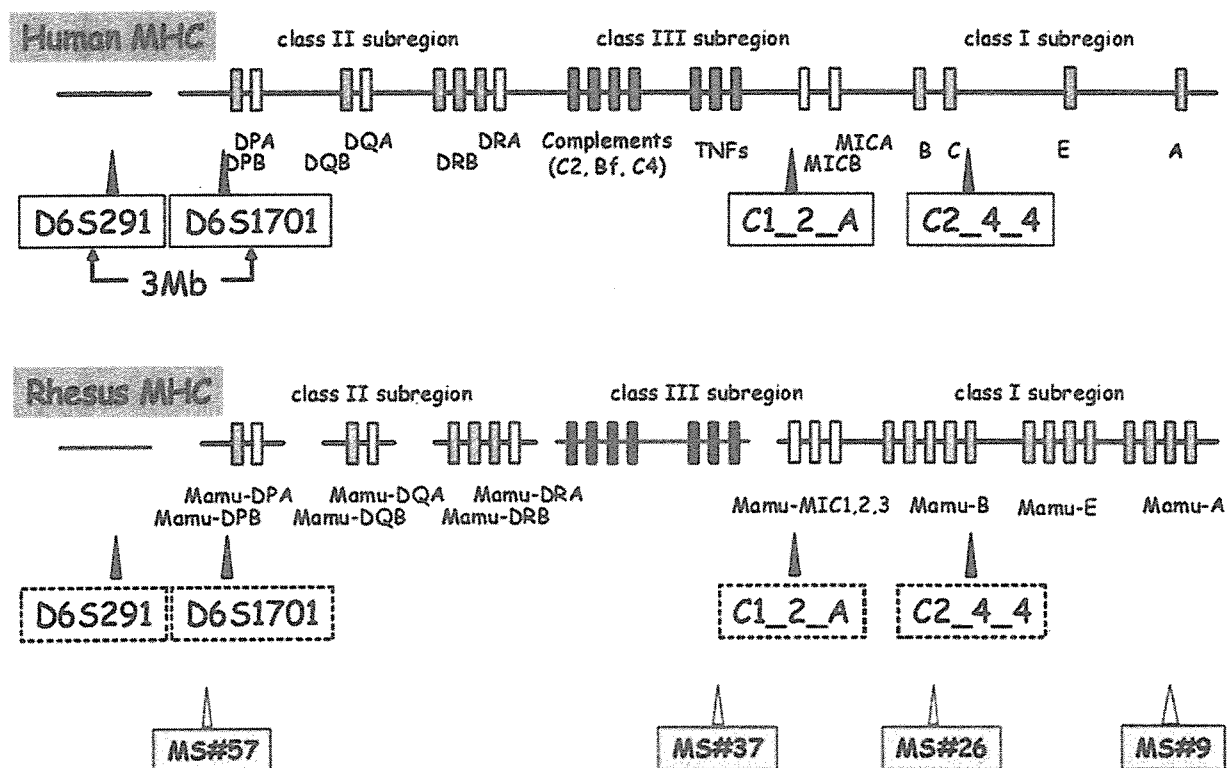 Human MHC
class II subregion class III subregion class I subregion
DPA DQA DRA Complements TNFs MICA B C E A
DPB DQB DRB (C2, Bf, C4) MICB
D6S291 D6S1701 C1_2_A C2_4_4
3Mb
Rhesus MHC
class II subregion class III subregion class I subregion
Mamu-DPA Mamu-DQA Mamu-DRA Mamu-MIC1,2,3 Mamu-B Mamu-E Mamu-A
Mamu-DPB Mamu-DQB Mamu-DRB
D6S291 D6S1701 C1_2_A C2_4_4
MS#57 MS#37 MS#26 MS#9